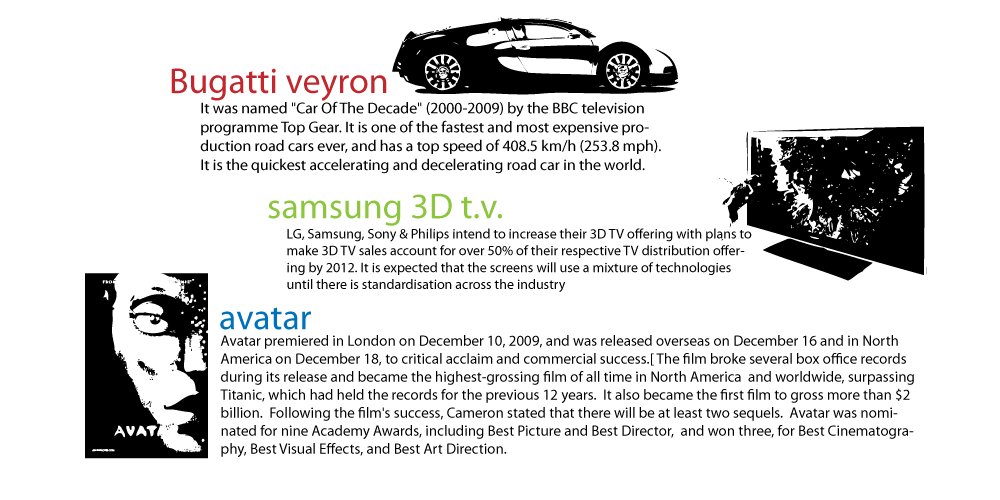 Bugatti veyron
It was named "Car Of The Decade" (2000-2009) by the BBC television
programme Top Gear. It is one of the fastest and most expensive pro-
duction road cars ever, and has a top speed of 408.5 km/h (253.8 mph).
It is the quickest accelerating and decelerating road car in the world.
samsung 3D t.v.
LG, Samsung, Sony & Philips intend to increase their 3D TV offering with plans to
make 3D TV sales account for over 50% of their respective TV distribution offer-
ing by 2012. It is expected that the screens will use a mixture of technologies
until there is standardisation across the industry
avatar
Avatar premiered in London on December 10, 2009, and was released overseas on December 16 and in North
America on December 18, to critical acclaim and commercial success.[ The film broke several box office records
during its release and became the highest-grossing film of all time in North America  and worldwide, surpassing
Titanic, which had held the records for the previous 12 years.  It also became the first film to gross more than $2
billion.  Following the film's success, Cameron stated that there will be at least two sequels.  Avatar was nomi-
nated for nine Academy Awards, including Best Picture and Best Director,  and won three, for Best Cinematogra-
phy, Best Visual Effects, and Best Art Direction.
AVATA